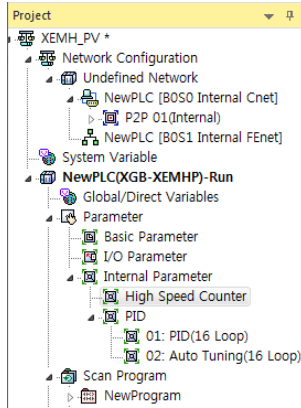 Project
XEMH_PV *
Network Configuration
Undefined Network
NewPLC [B0S0 Internal Cnet]
P2P 01(Internal)
NewPLC [B0S1 Internal FEnet]
System Variable
NewPLC(XGB-XEMHP)-Run
Global/Direct Variables
Parameter
Basic Parameter
I/O Parameter
Internal Parameter
High Speed Counter
PID
01: PID(16 Loop)
02: Auto Tuning(16 Loop)
Scan Program
NewProgram